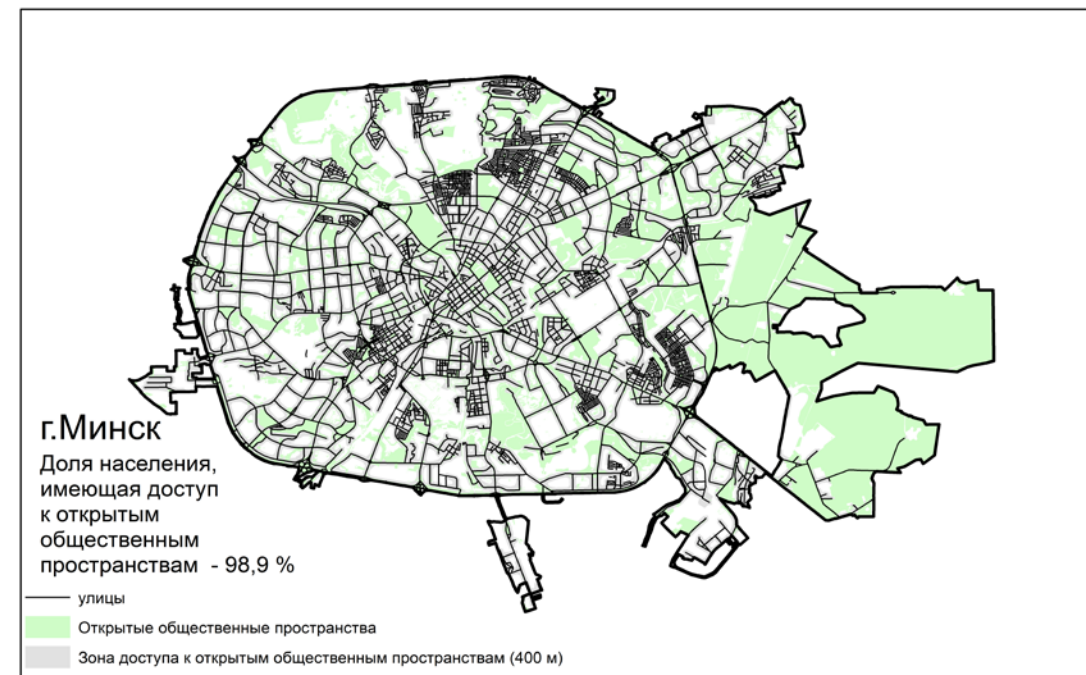 г.Минск
Доля населения,
имеющая доступ
к открытым
общественным
пространствам - 98,9 %
улицы
Открытые общественные пространства
Зона доступа к открытым общественным пространствам (400 м)